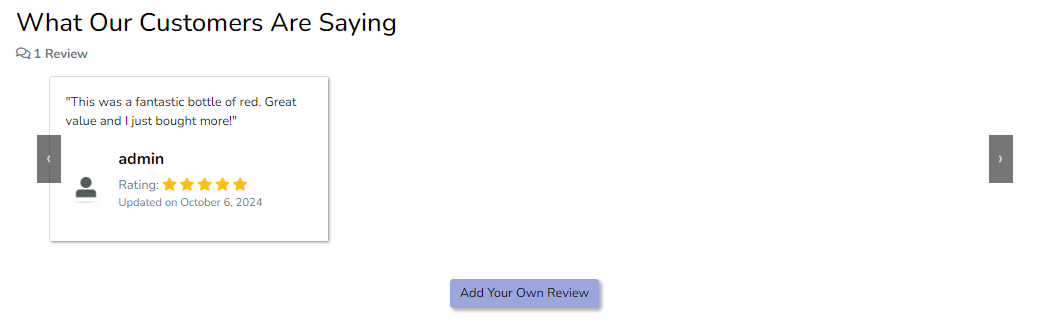 What Our Customers Are Saying
1 Review
"This was a fantastic bottle of red. Great
value and I just bought more!"
admin
Rating:
Updated on October 6, 2024
‹
›
Add Your Own Review